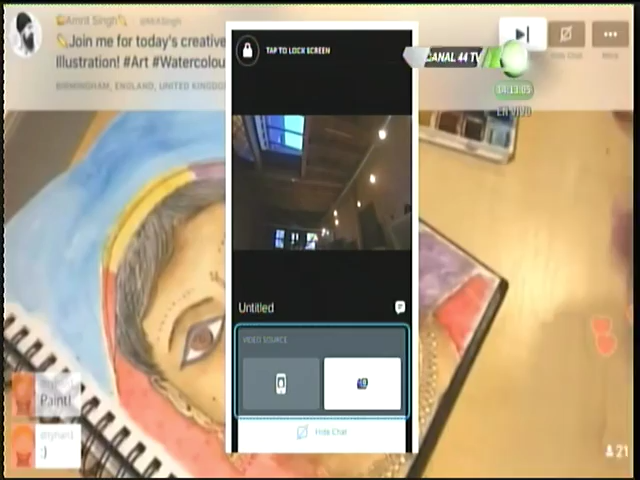 Amrit Singh
Join me for today's creative
Illustration! #Art #Watercolou
BIRMINGHAM, ENGLAND, UNITED KINGDO
TAP TO LOCK SCREEN
CANAL 44 TV
14:13:05
EN VIVO
Hide Chat
More
Untitled
VIDEO SOURCE
Hide Chat
Paint!
:)
21